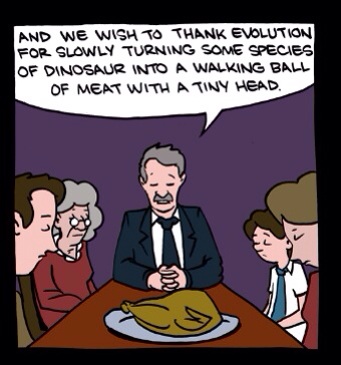 AND WE WISH TO THANK EVOLUTION
FOR SLOWLY TURNING SOME SPECIES
OF DINOSAUR INTO A WALKING BALL
OF MEAT WITH A TINY HEAD.